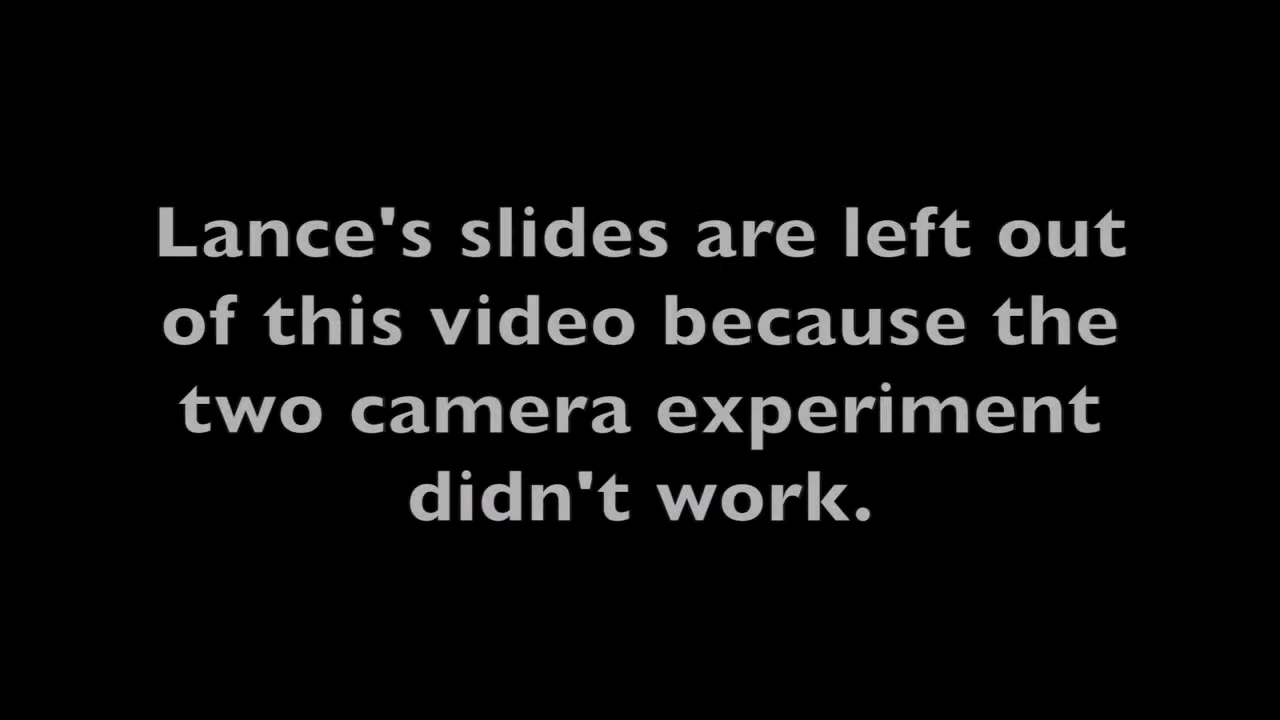 Lance's slides are left out
of this video because the
two camera experiment
didn't work.